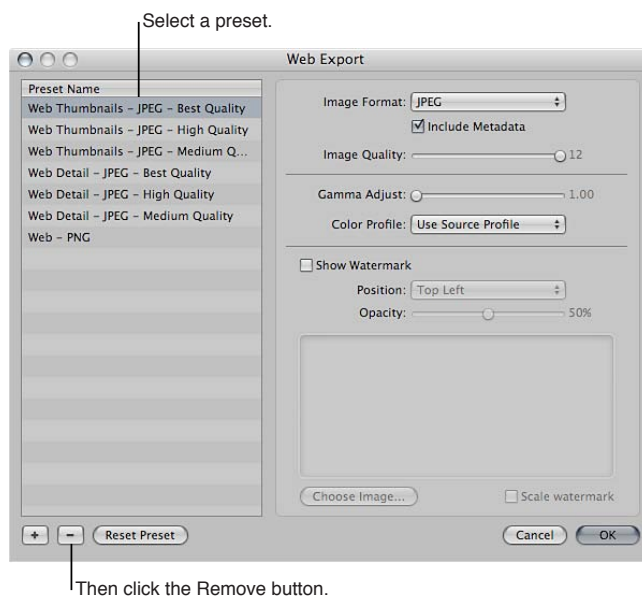 Select a preset.
Web Export
Preset Name
Web Thumbnails – JPEG – Best Quality
Web Thumbnails – JPEG – High Quality
Web Thumbnails – JPEG – Medium Q...
Web Detail – JPEG – Best Quality
Web Detail – JPEG – High Quality
Web Detail – JPEG – Medium Quality
Web – PNG
Image Format: JPEG
Include Metadata
Image Quality: 12
Gamma Adjust: 1.00
Color Profile: Use Source Profile
Show Watermark
Position: Top Left
Opacity: 50%
Choose Image...
Scale watermark
+ – Reset Preset
Cancel OK
Then click the Remove button.